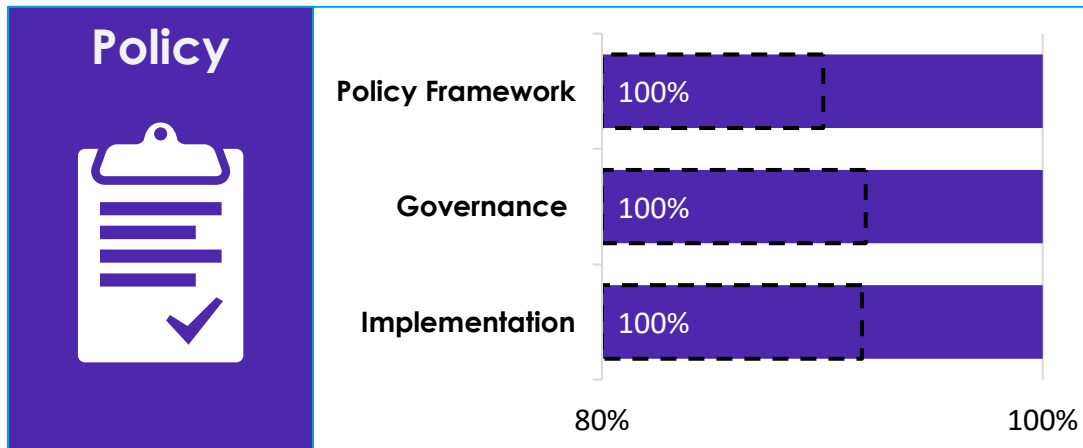 Policy
Policy Framework
100%
Governance
100%
Implementation
100%
80%
100%